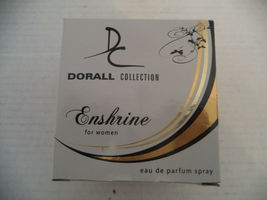 DC
DORALL COLLECTION
Enshrine
for women
eau de parfum spray